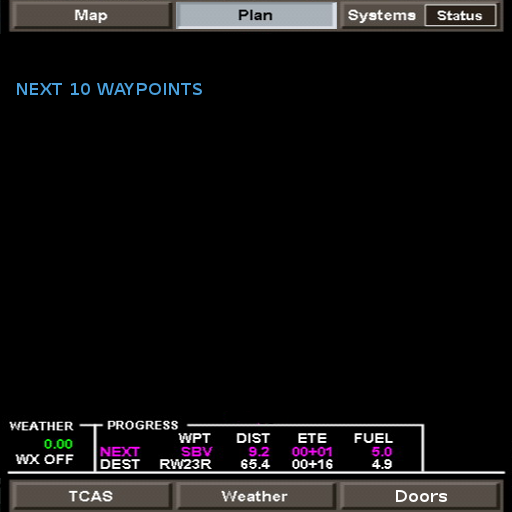 Map Plan Systems Status
NEXT 10 WAYPOINTS
WEATHER PROGRESS
0.00 WPT DIST ETE FUEL
NEXT SBV 9.2 00+01 5.0
WX OFF DEST RW23R 65.4 00+16 4.9
TCAS Weather Doors